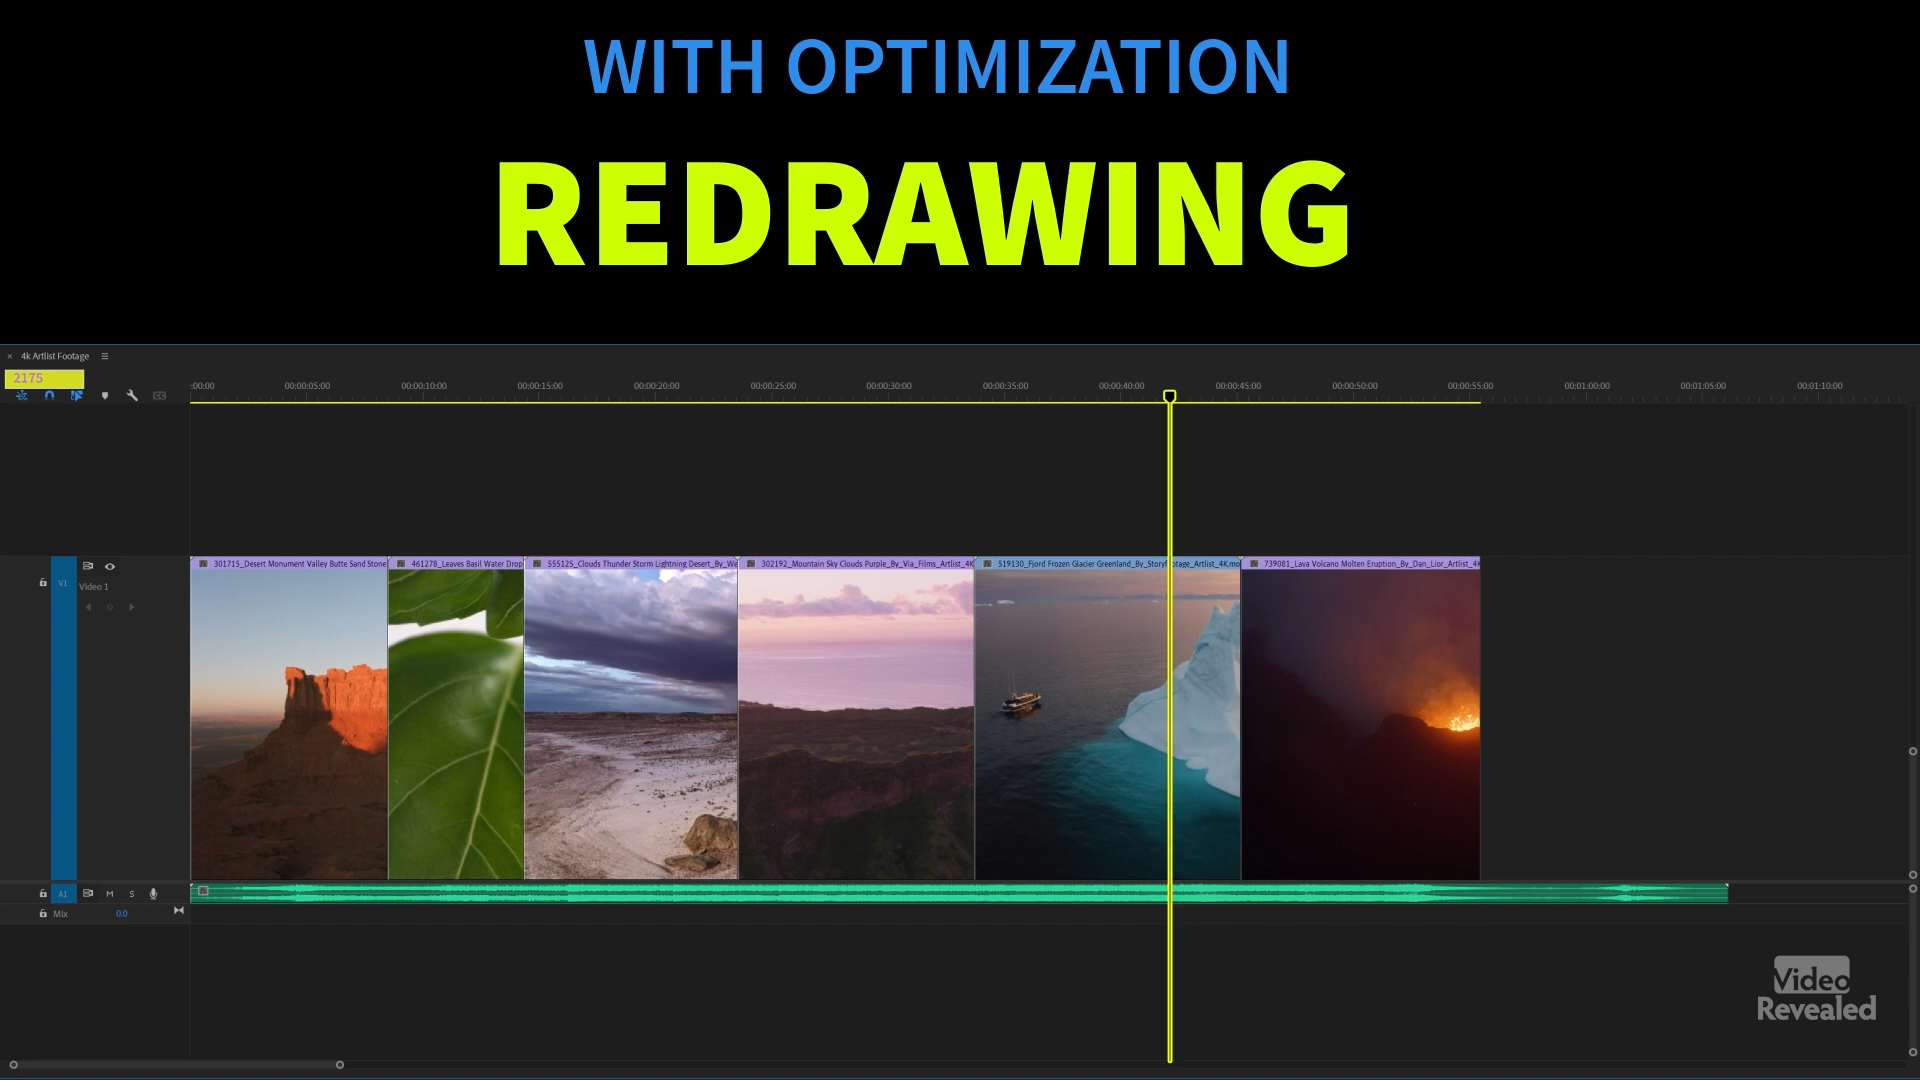 WITH OPTIMIZATION
REDRAWING
× 4k Artlist Footage
2175
:00:00 00:00:05:00 00:00:10:00 00:00:15:00 00:00:20:00 00:00:25:00 00:00:30:00 00:00:35:00 00:00:40:00 00:00:45:00 00:00:50:00 00:00:55:00 00:01:00:00 00:01:05:00 00:01:10:00
301715_Desert Monument Valley Butte Sand Stone
461278_Leaves Basil Water Drop
555125_Clouds Thunder Storm Lightning Desert_By_We
302192_Mountain Sky Clouds Purple_By_Via_Films_Artlist_4K
519130_Fjord Frozen Glacier Greenland_By_Storyf otage_Artlist_4K.mo
739081_Lava Volcano Molten Eruption_By_Dan_Lior_Artlist_4K
V1
Video 1
A1 M S
Mix 0.0
Video
Revealed